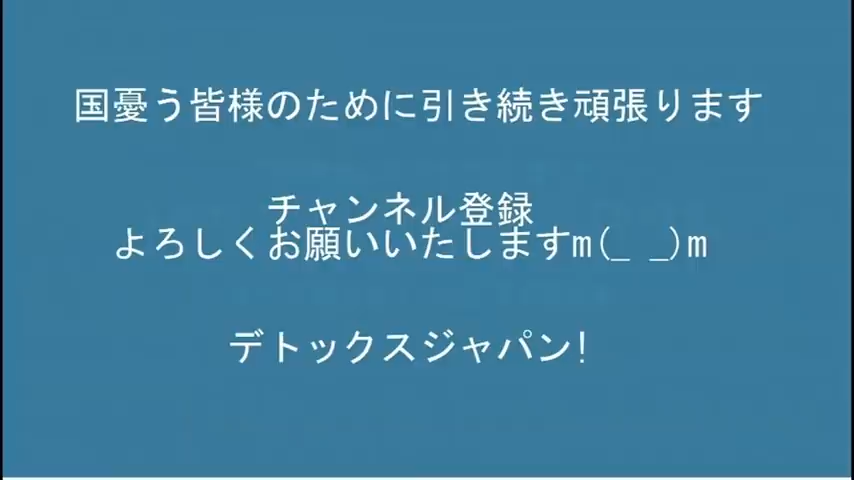 国憂う皆様のために引き続き頑張ります
チャンネル登録
よろしくお願いいたしますm(_ _)m
デトックスジャパン!